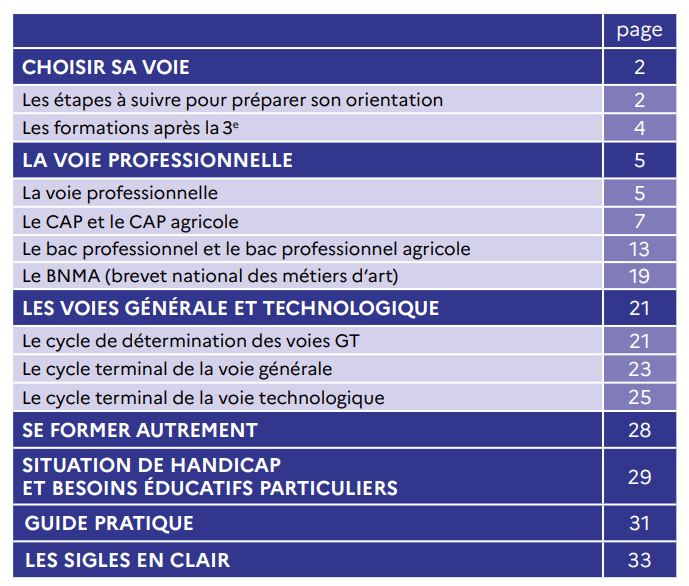 page
CHOISIR SA VOIE 2
Les étapes à suivre pour préparer son orientation 2
Les formations après la 3e 4
LA VOIE PROFESSIONNELLE 5
La voie professionnelle 5
Le CAP et le CAP agricole 7
Le bac professionnel et le bac professionnel agricole 13
Le BNMA (brevet national des métiers d'art) 19
LES VOIES GÉNÉRALE ET TECHNOLOGIQUE 21
Le cycle de détermination des voies GT 21
Le cycle terminal de la voie générale 23
Le cycle terminal de la voie technologique 25
SE FORMER AUTREMENT 28
SITUATION DE HANDICAP
ET BESOINS ÉDUCATIFS PARTICULIERS 29
GUIDE PRATIQUE 31
LES SIGLES EN CLAIR 33